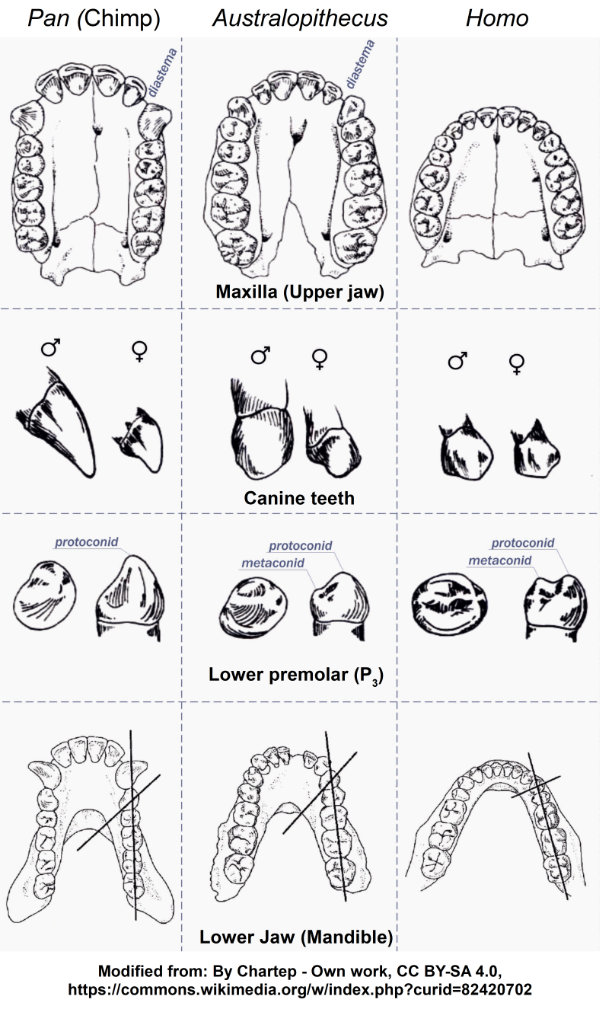 Pan (Chimp)
Australopithecus
Homo
diastema
diastema
Maxilla (Upper jaw)
♂ ♀
♂ ♀
♂ ♀
Canine teeth
protoconid
protoconid
metaconid
protoconid
metaconid
Lower premolar (P₃)
Lower Jaw (Mandible)
Modified from: By Chartep - Own work, CC BY-SA 4.0,
https://commons.wikimedia.org/w/index.php?curid=82420702